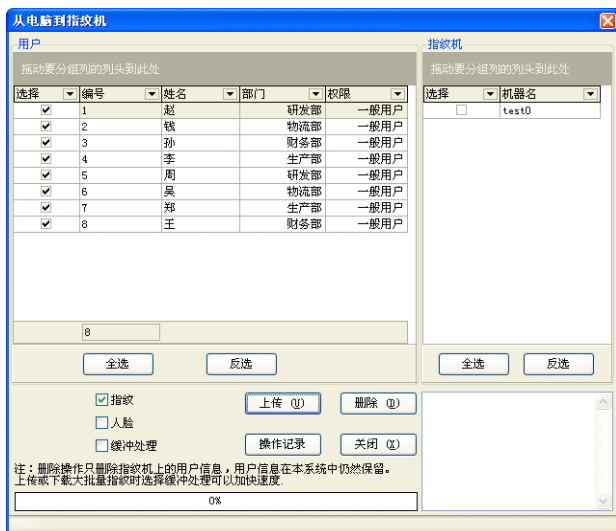 从电脑到指纹机
用户
拖动要分组列的列头到此处
选择 编号 姓名 部门 权限
1 赵 研发部 一般用户
2 钱 物流部 一般用户
3 孙 财务部 一般用户
4 李 生产部 一般用户
5 周 研发部 一般用户
6 吴 物流部 一般用户
7 郑 生产部 一般用户
8 王 财务部 一般用户
8
全选 反选
指纹机
拖动要分组列的列头到此处
选择 机器名
test0
全选 反选
指纹
人脸
缓冲处理
上传 (U) 删除 (D)
操作记录 关闭 (X)
注：删除操作只删除指纹机上的用户信息，用户信息在本系统中仍然保留。
上传或下载大批量指纹时选择缓冲处理可以加快速度.
0%